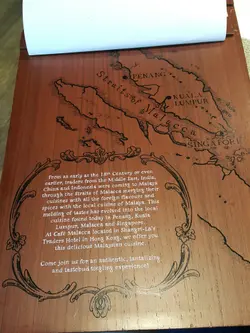 Straits of Malacca
PENANG
KUALA
LUMPUR
SINGAPORE
From as early as the 15th Century or even
earlier, traders from the Middle East, India,
China and Indonesia were coming to Malaya
through the straits of Malacca merging their
cuisines with all the foreign flavours and
spices with the local cuisine of Malaya. This
melding of tastes has evolved into the local
cuisine found today in Penang, Kuala
Lumpur, Malacca and Singapore.
At Café Malacca located in Shangri-La's
Traders Hotel in Hong Kong, we offer you
this delicious Malaysian cuisine.
Come join us for an authentic, tantalising
and tastebud tingling experience!